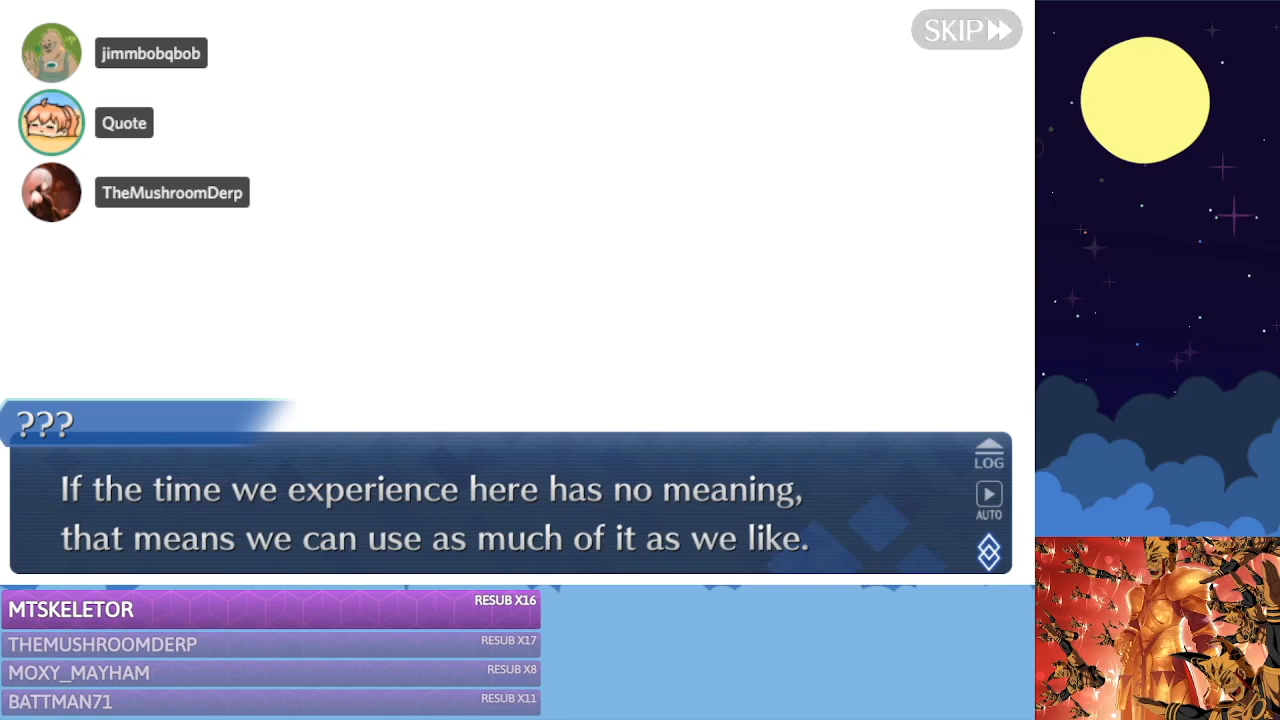 jimmbobqbob
SKIP
Quote
TheMushroomDerp
???
If the time we experience here has no meaning,
that means we can use as much of it as we like.
LOG
AUTO
MTSKELETOR RESUB X16
THEMUSHROOMDERP RESUB X17
MOXY_MAYHAM RESUB X8
BATTMAN71 RESUB X11